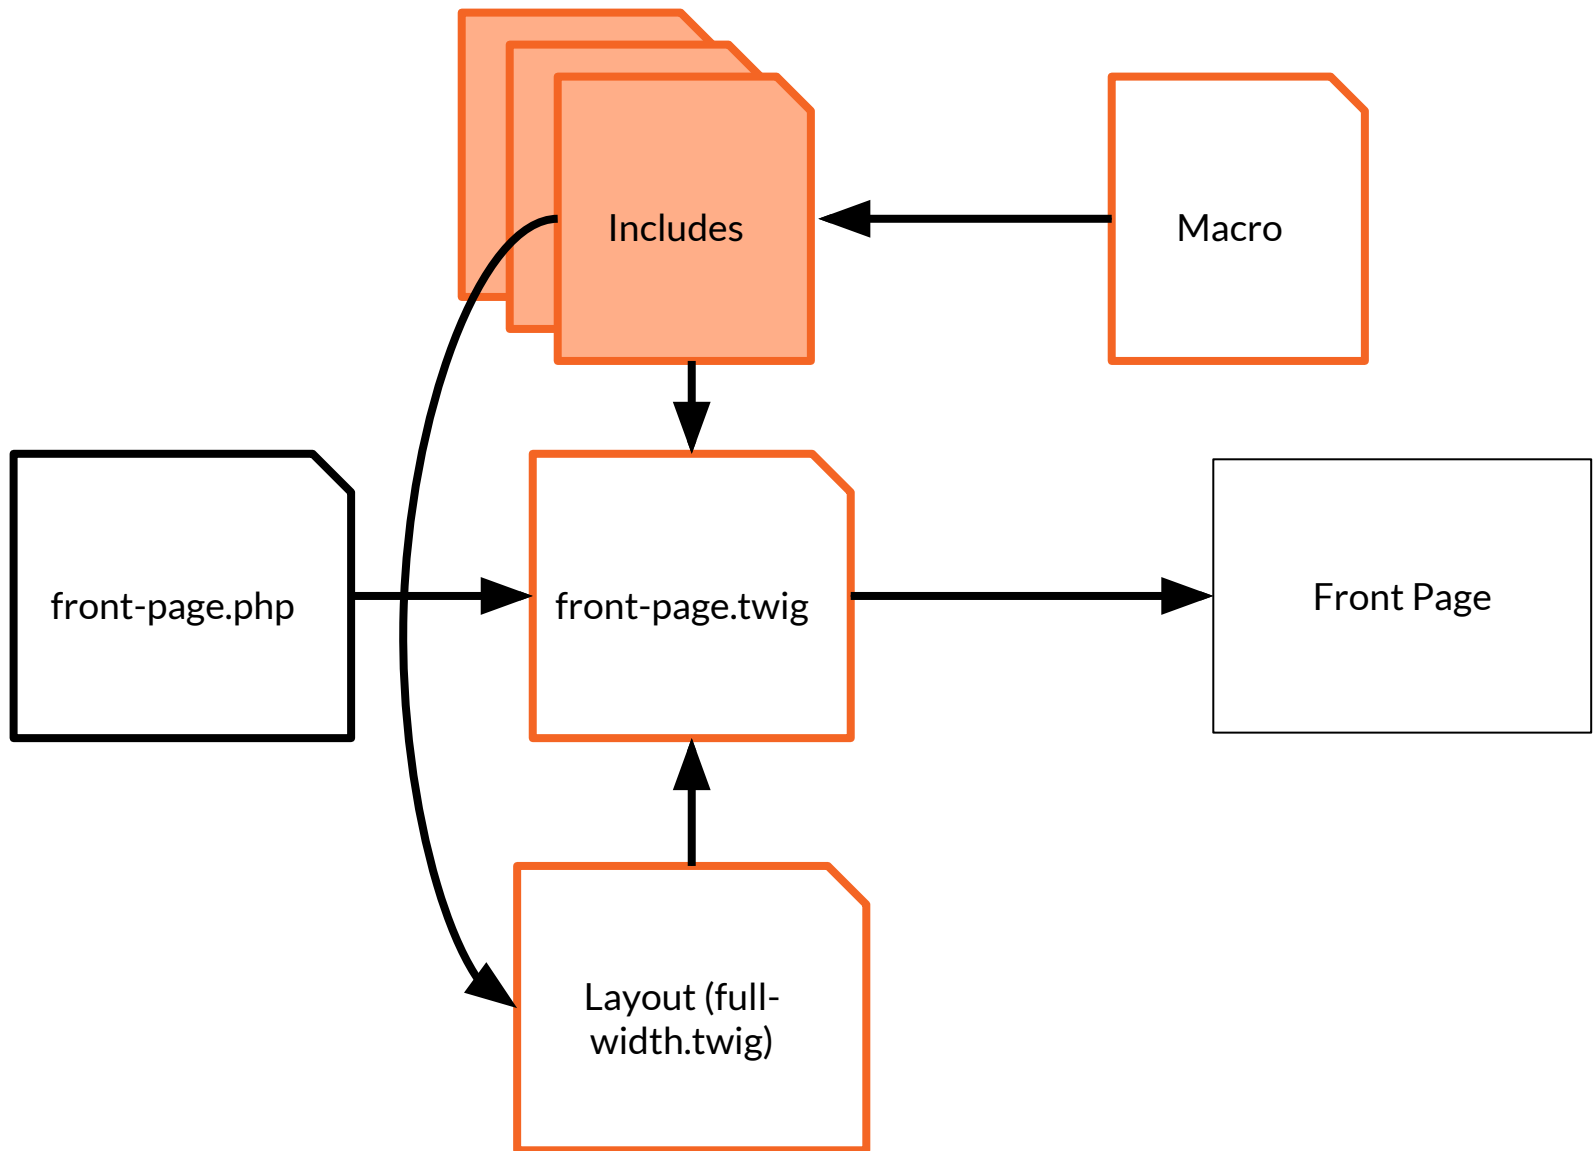 Includes
Macro
front-page.php
front-page.twig
Front Page
Layout (full-
width.twig)